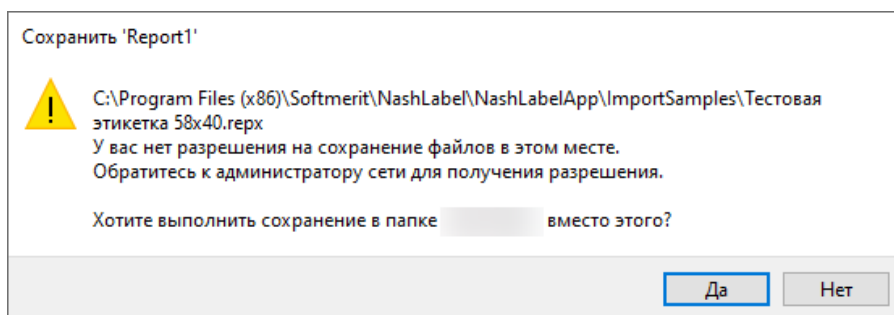 Сохранить 'Report1'
C:\Program Files (x86)\Softmerit\NashLabel\NashLabelApp\ImportSamples\Тестовая
этикетка 58x40.repx
У вас нет разрешения на сохранение файлов в этом месте.
Обратитесь к администратору сети для получения разрешения.
Хотите выполнить сохранение в папке вместо этого?
Да Нет